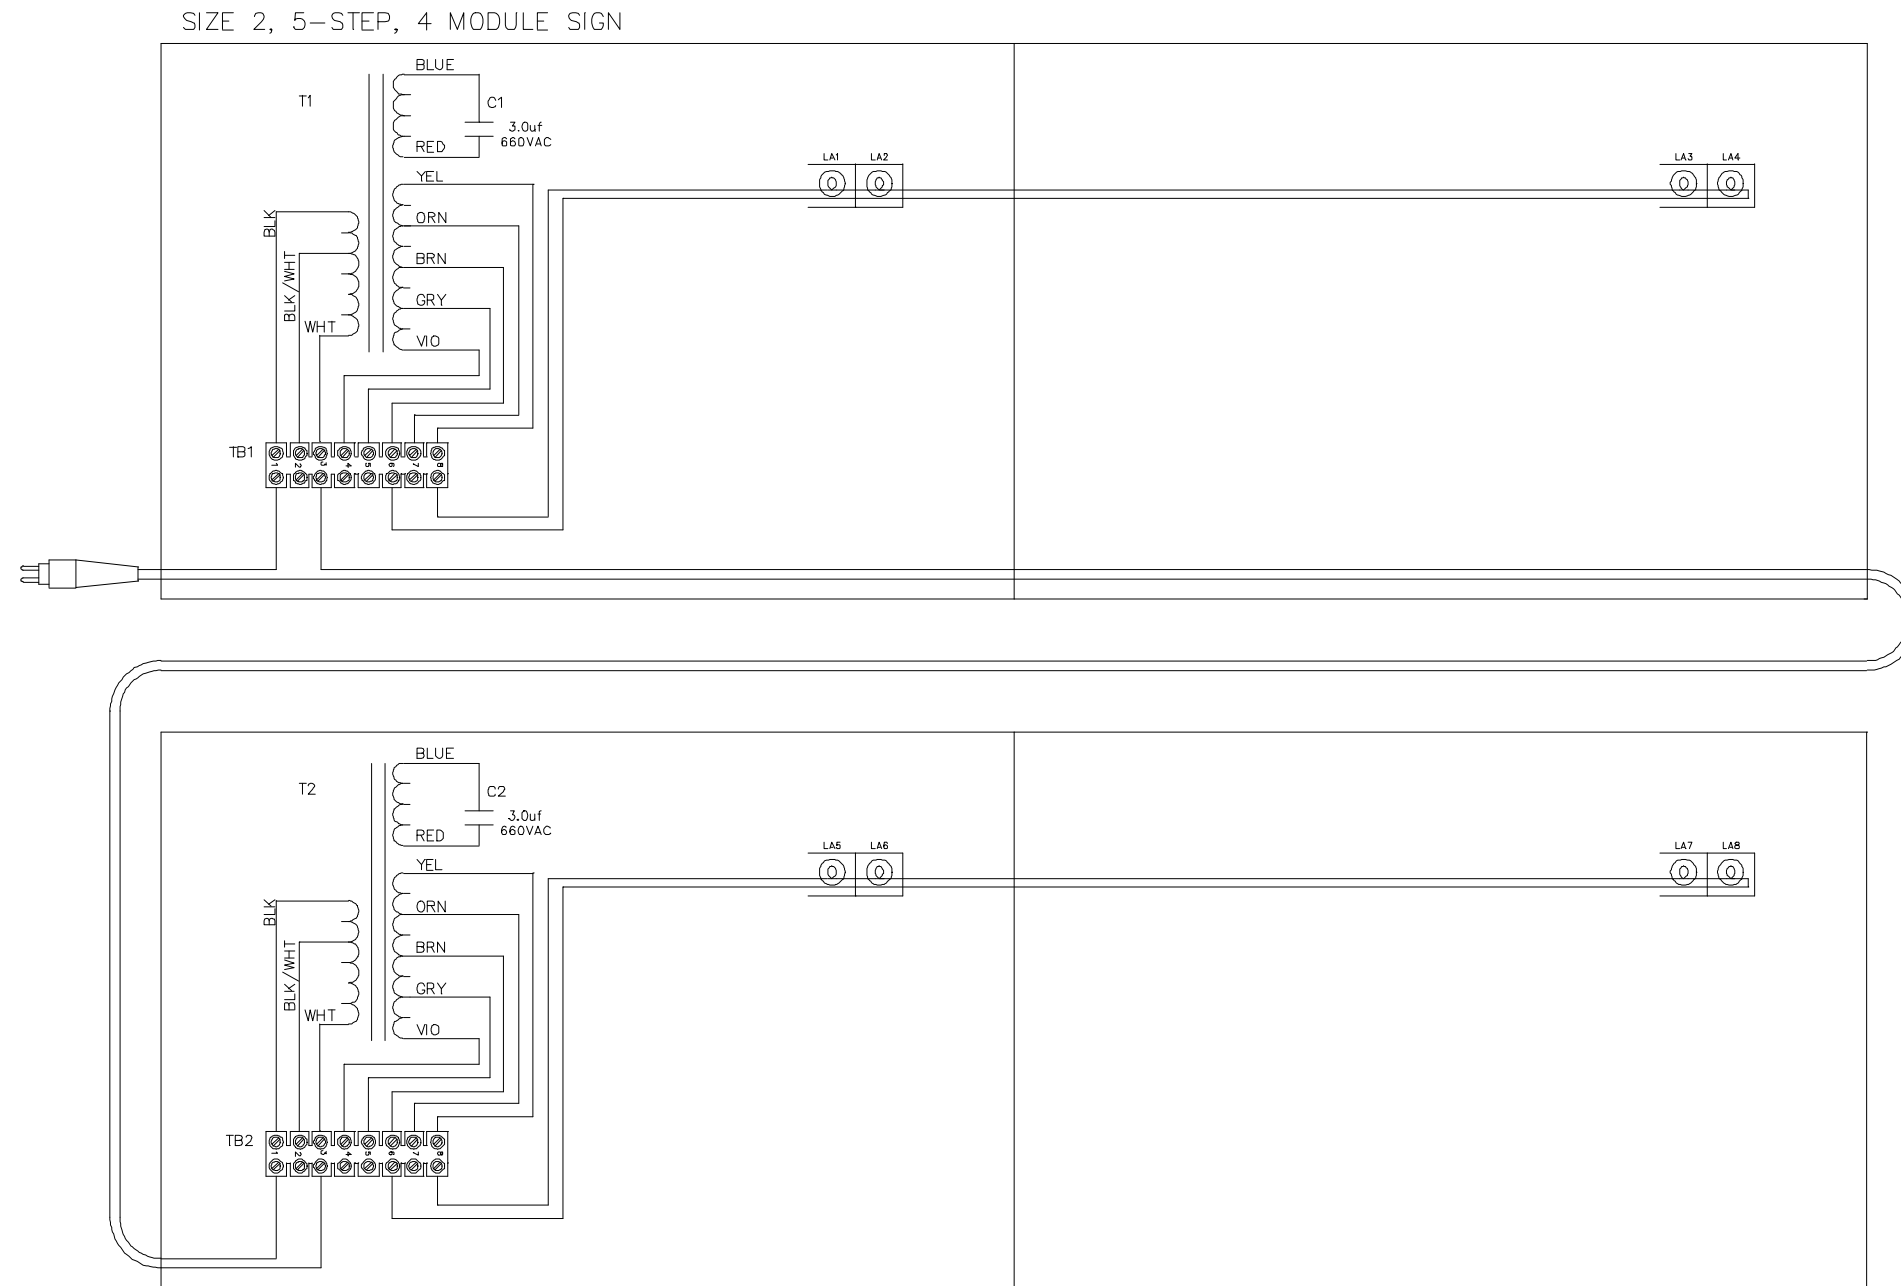 SIZE 2, 5-STEP, 4 MODULE SIGN
BLUE
T1
C1
3.0uf
660VAC
RED
LA1 LA2
LA3 LA4
YEL
BLK
ORN
BLK/WHT
BRN
GRY
WHT
VIO
TB1
1 2 3 4 5 6 7 8
BLUE
T2
C2
3.0uf
660VAC
RED
LA5 LA6
LA7 LA8
YEL
BLK
ORN
BLK/WHT
BRN
GRY
WHT
VIO
TB2
1 2 3 4 5 6 7 8